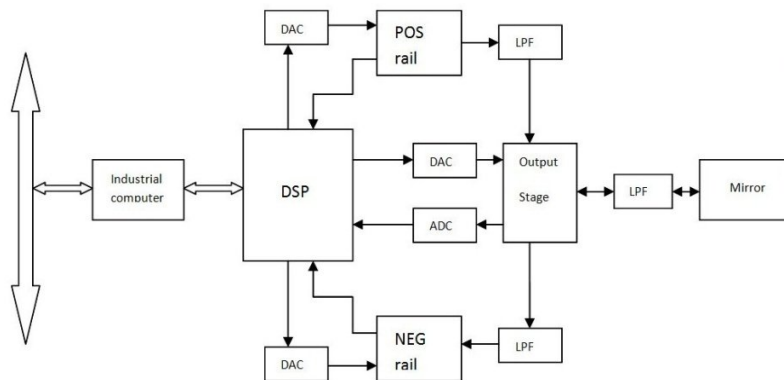 DAC
POS
rail
LPF
Industrial
computer
DSP
DAC
Output
Stage
ADC
LPF
Mirror
DAC
NEG
rail
LPF